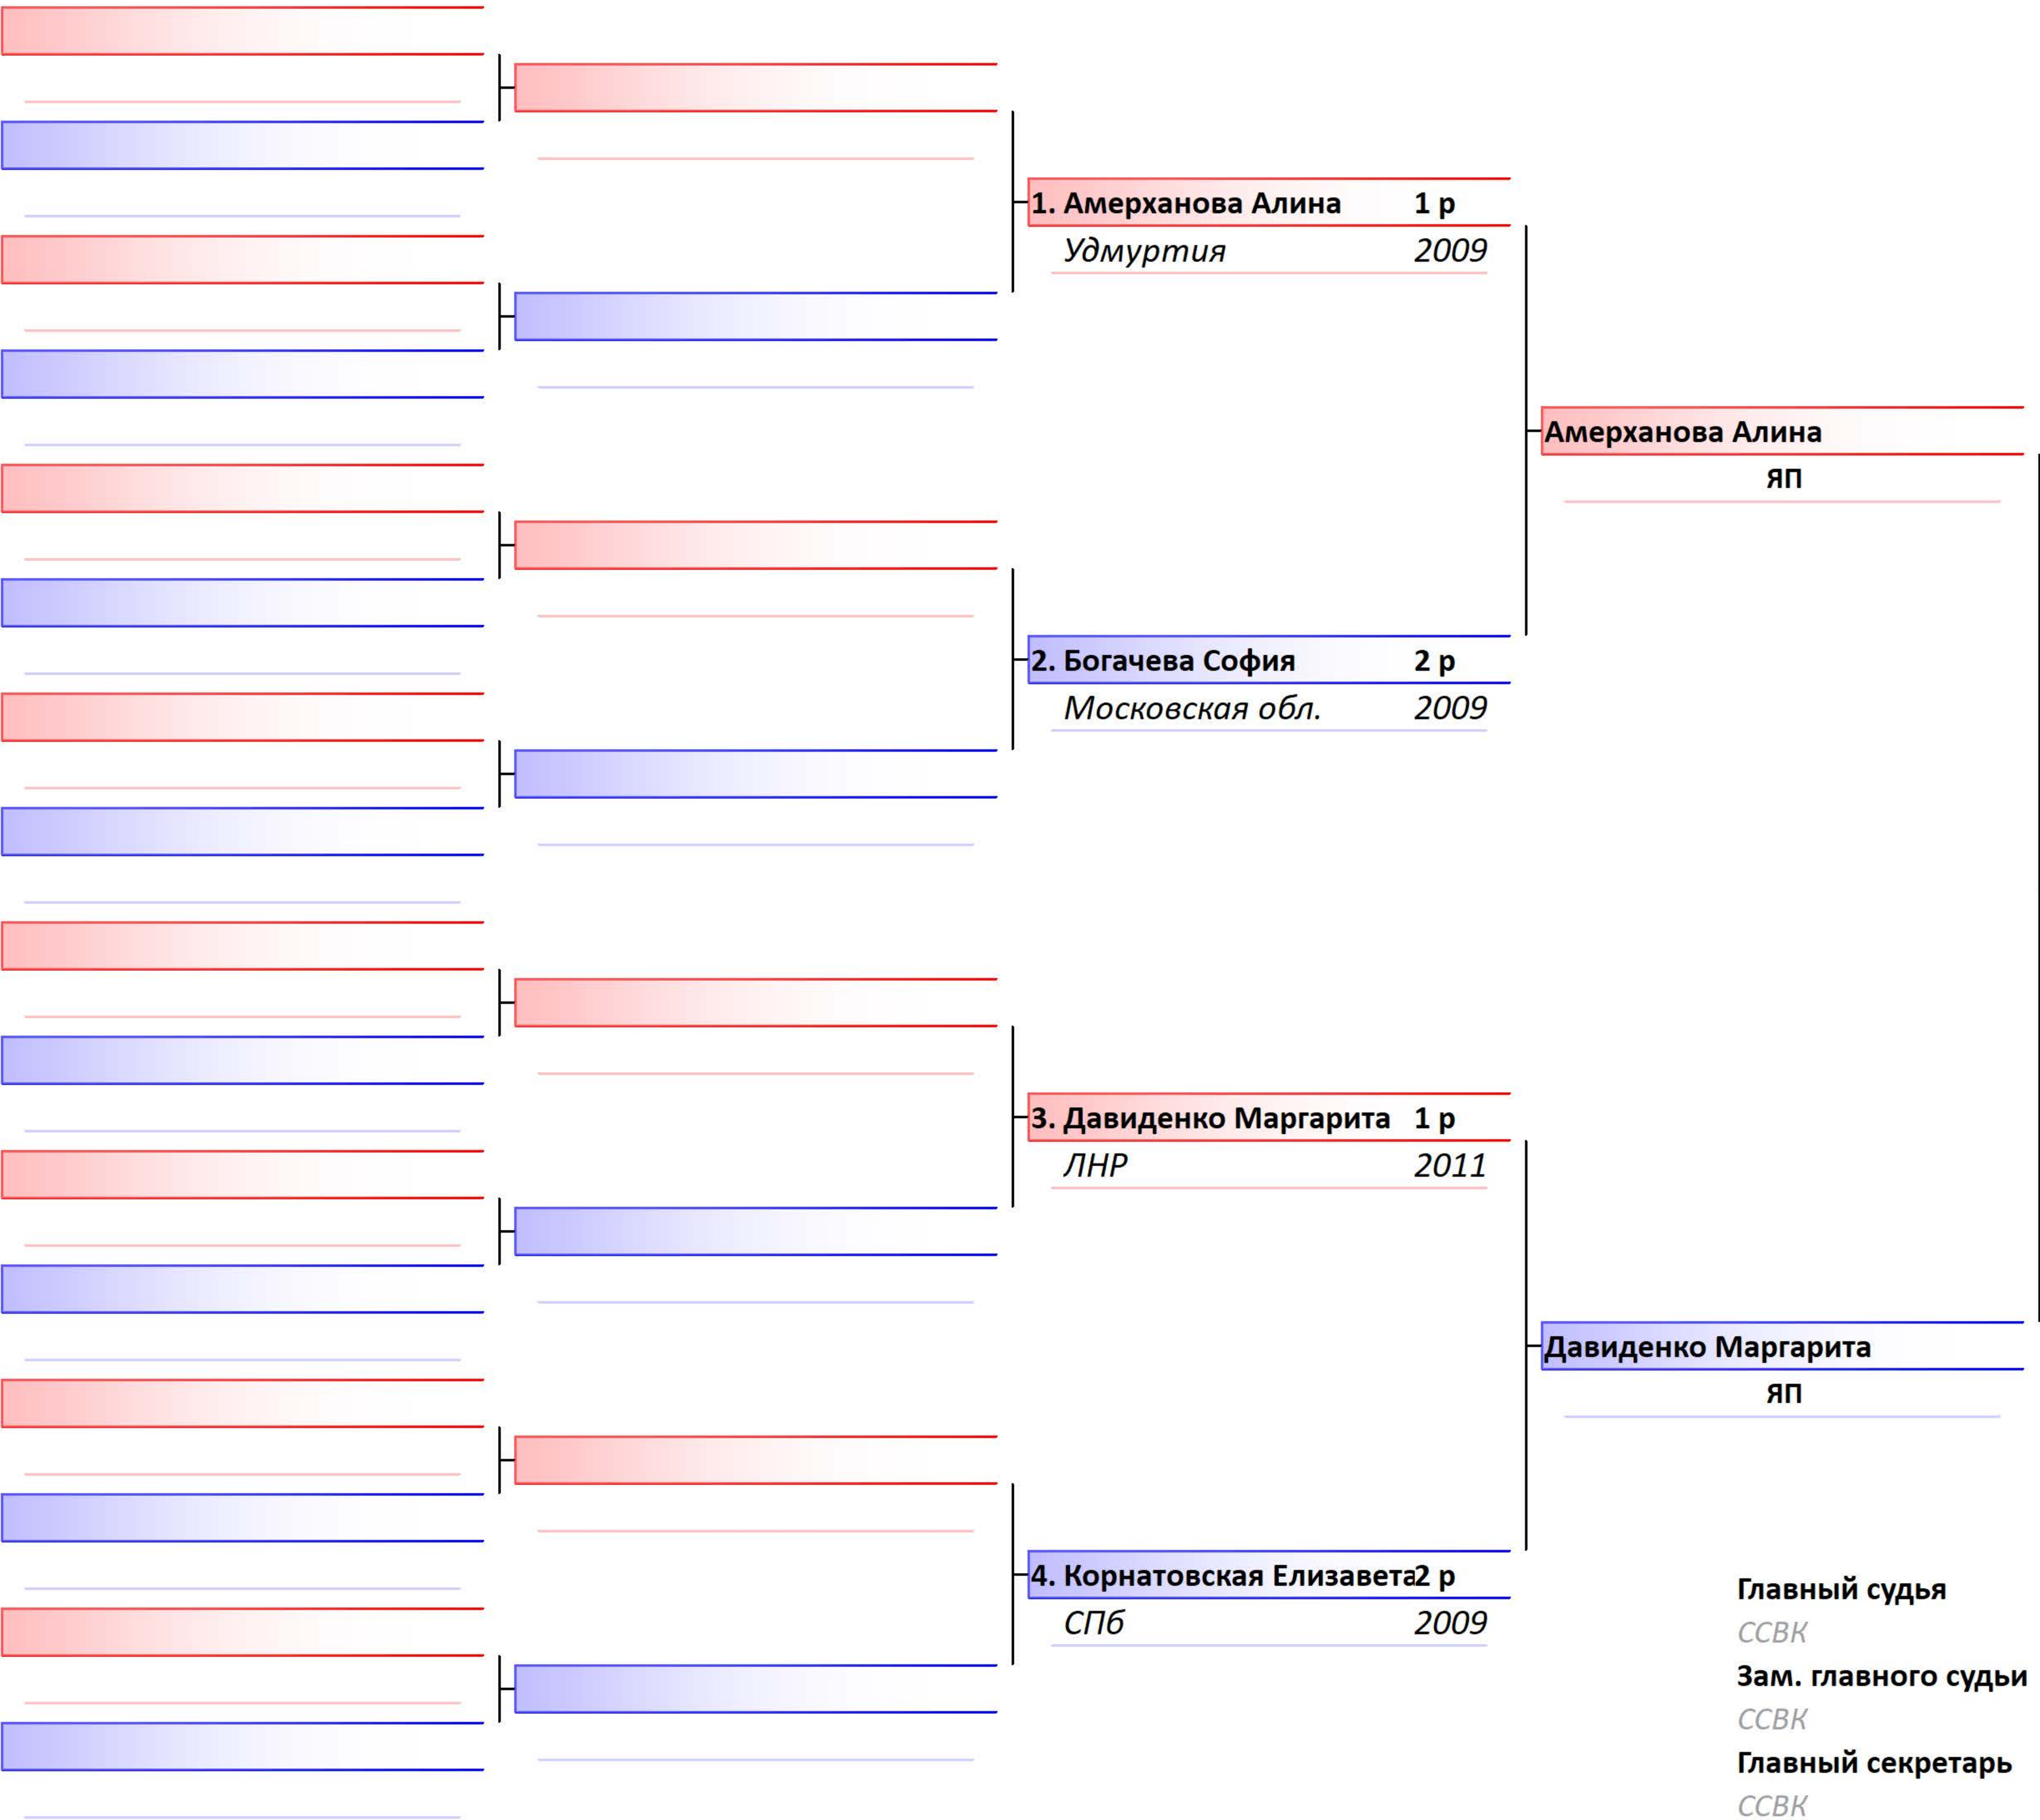 1. Амерханова Алина 1 р
Удмуртия 2009
Амерханова Алина
ЯП
2. Богачева София 2 р
Московская обл. 2009
3. Давиденко Маргарита 1 р
ЛНР 2011
Давиденко Маргарита
ЯП
4. Корнатовская Елизавета 2 р
СПб 2009
Главный судья
ССВК
Зам. главного судьи
ССВК
Главный секретарь
ССВК